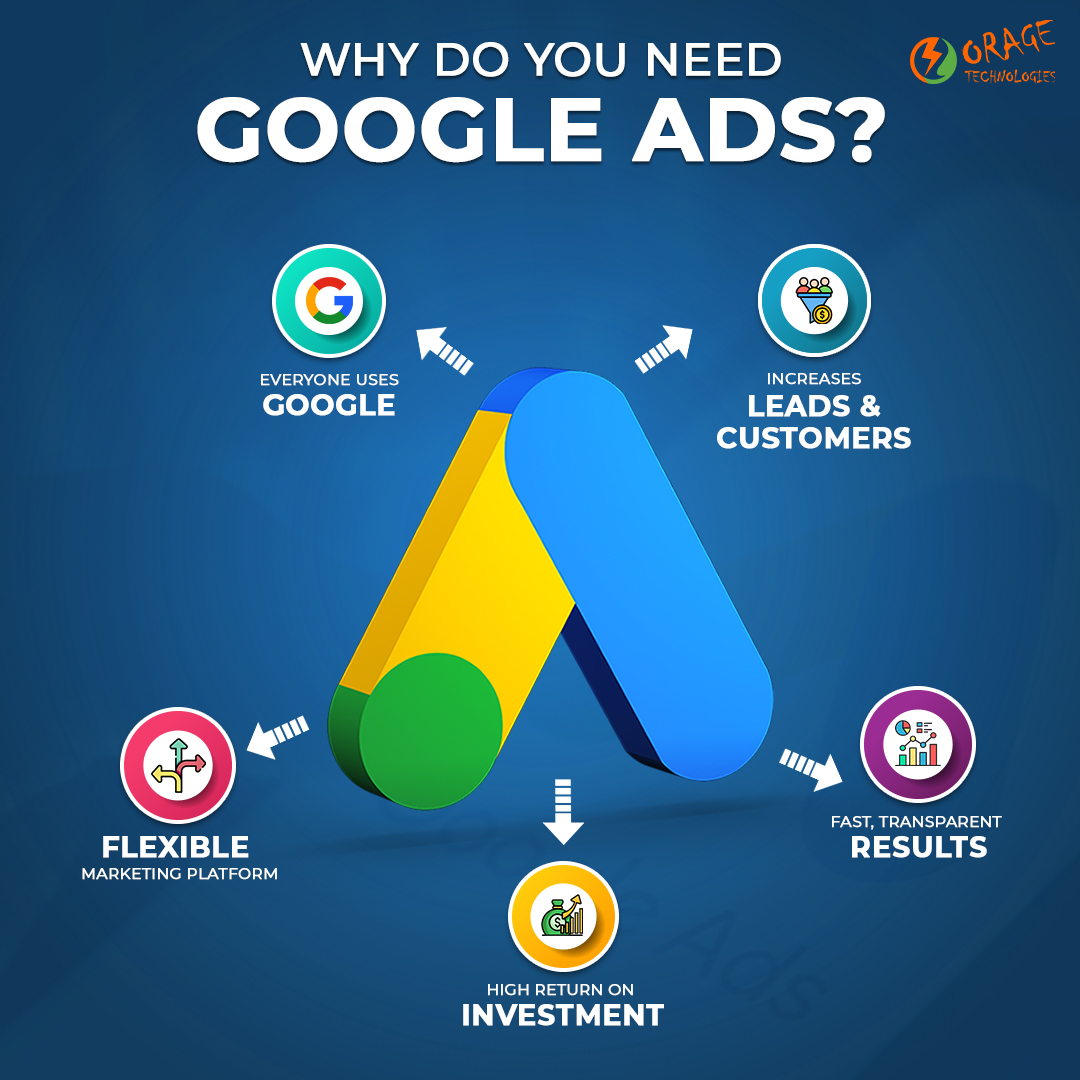 WHY DO YOU NEED
GOOGLE ADS?
ORAGE
TECHNOLOGIES
EVERYONE USES
GOOGLE
INCREASES
LEADS &
CUSTOMERS
FLEXIBLE
MARKETING PLATFORM
FAST, TRANSPARENT
RESULTS
HIGH RETURN ON
INVESTMENT
Ads